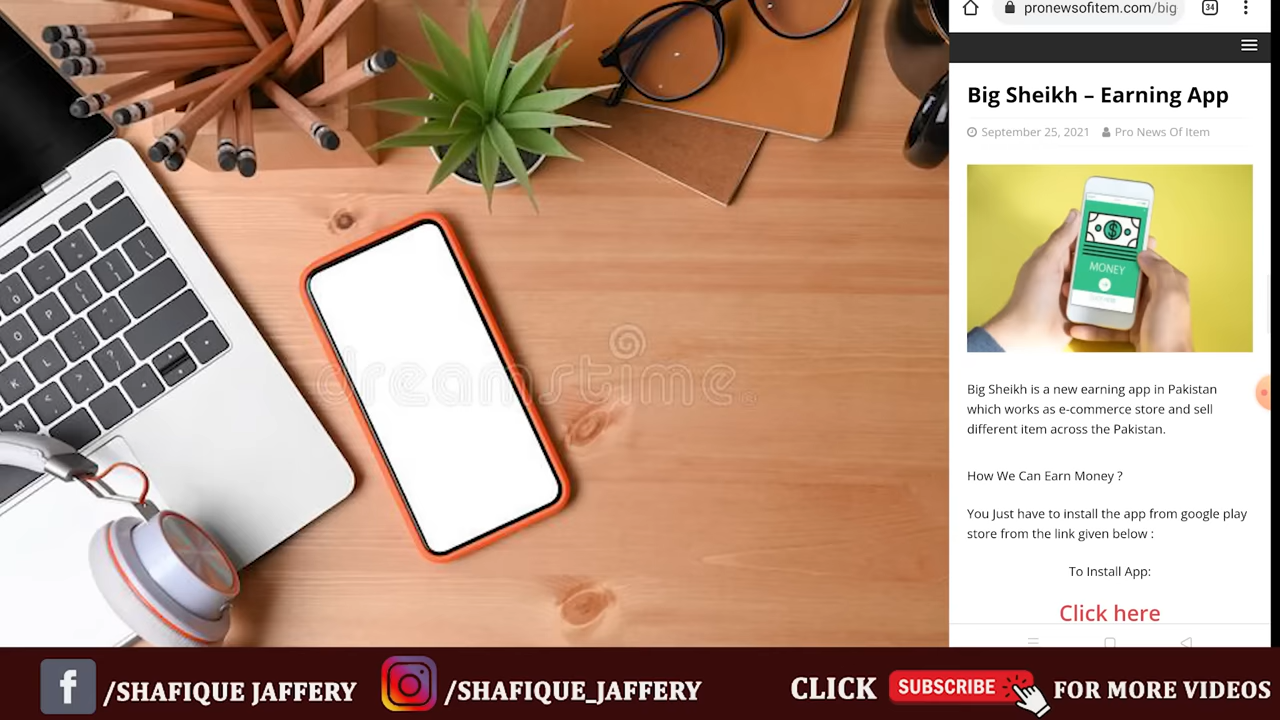 dreamstime
pronewsofitem.com/big
34
Big Sheikh – Earning App
September 25, 2021 Pro News Of Item
MONEY
Big Sheikh is a new earning app in Pakistan
which works as e-commerce store and sell
different item across the Pakistan.
How We Can Earn Money ?
You Just have to install the app from google play
store from the link given below :
To Install App:
Click here
/SHAFIQUE JAFFERY
/SHAFIQUE_JAFFERY
CLICK SUBSCRIBE FOR MORE VIDEOS